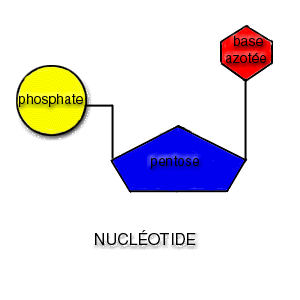 base
azotée
phosphate
pentose
NUCLÉOTIDE